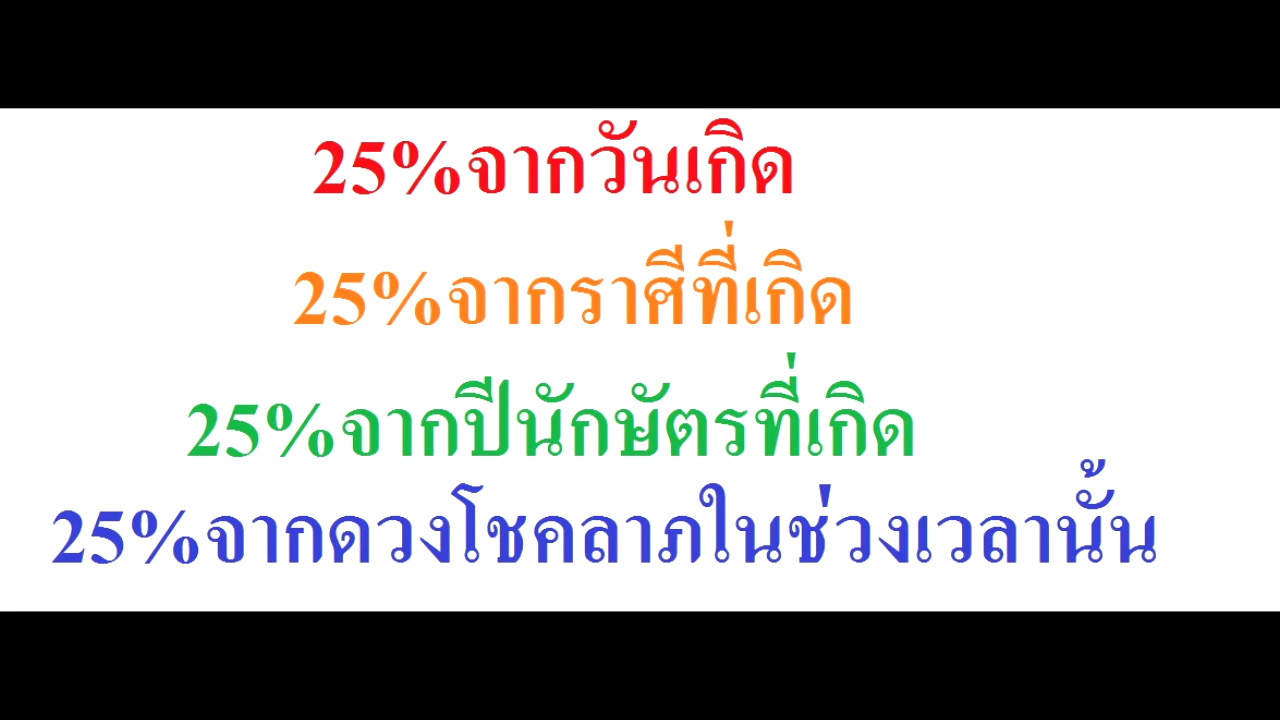 25%จากวันเกิด
25%จากราศีที่เกิด
25%จากปีนักษัตรที่เกิด
25%จากดวงโชคลาภในช่วงเวลานั้น